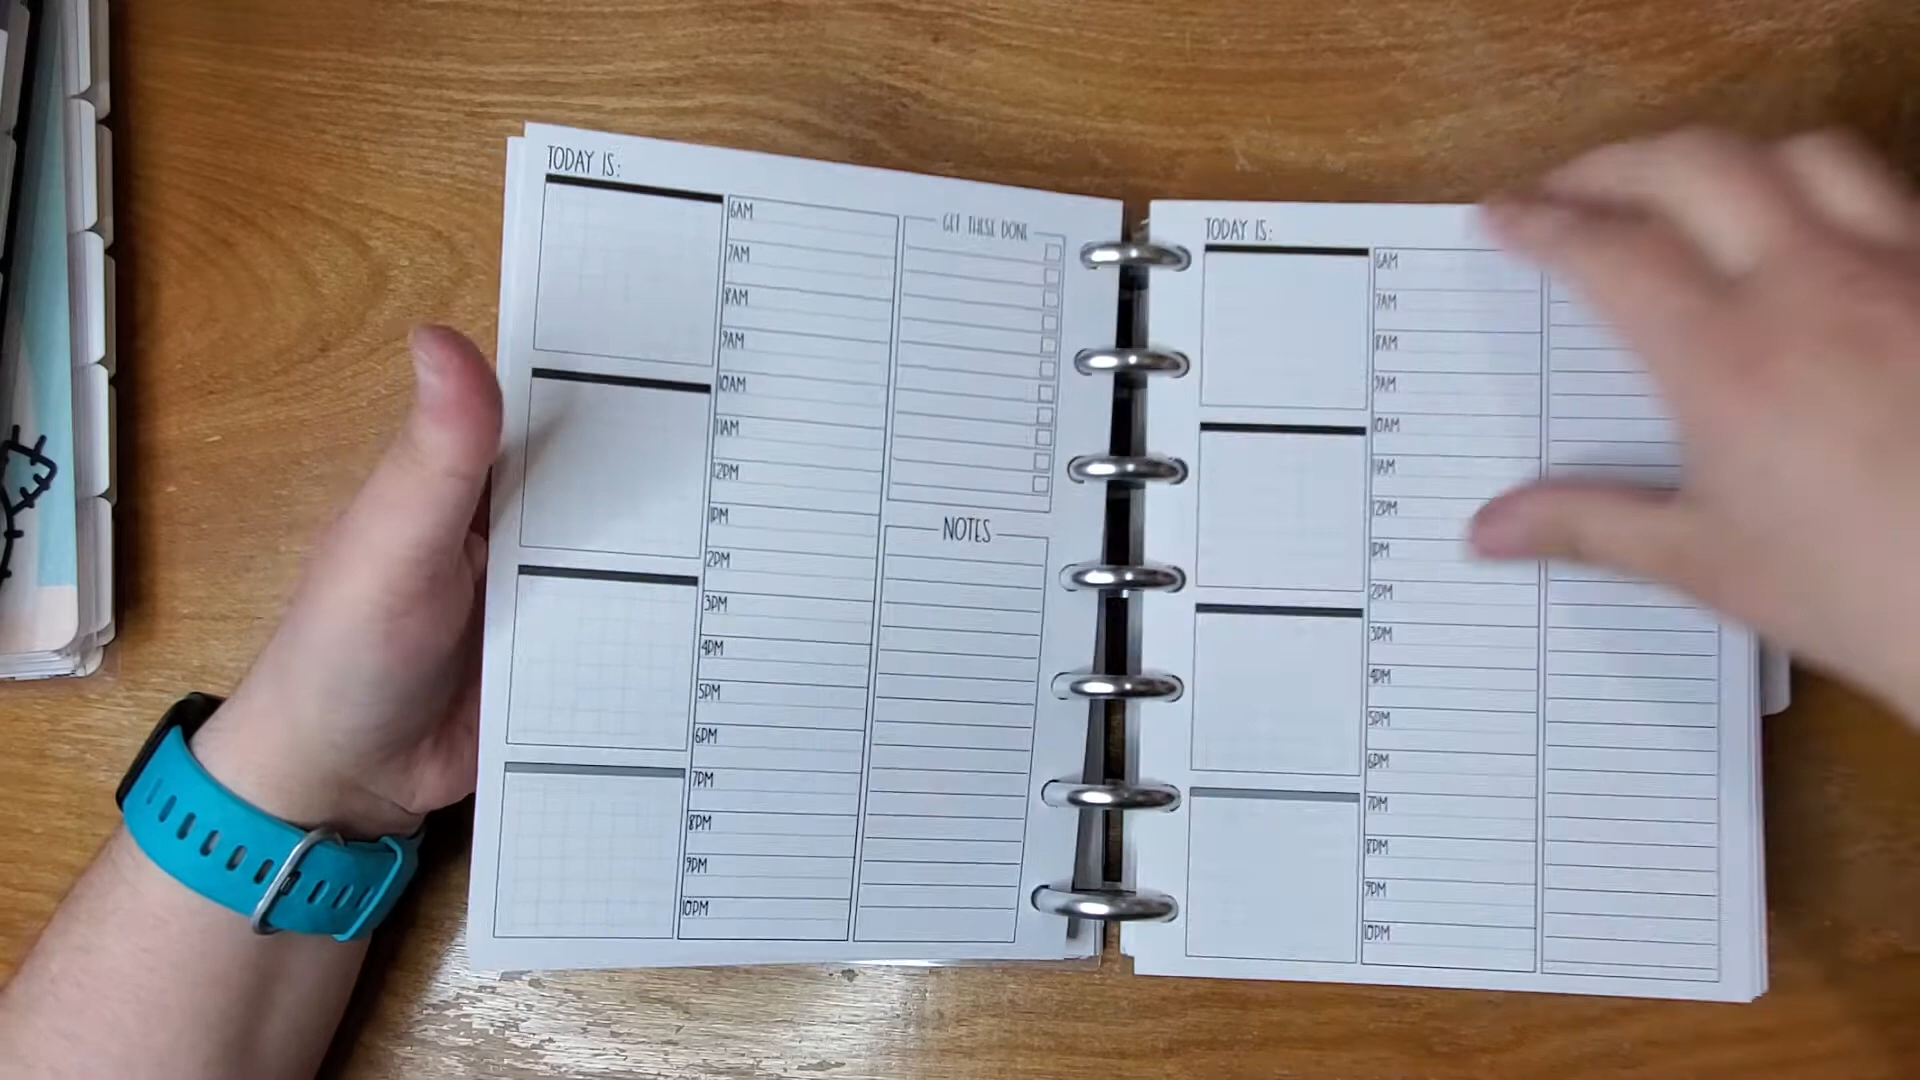 TODAY IS:
6AM
7AM
8AM
9AM
10AM
11AM
12PM
1PM
2PM
3PM
4PM
5PM
6PM
7PM
8PM
9PM
10PM
GET THESE DONE
NOTES
TODAY IS:
6AM
7AM
8AM
9AM
10AM
11AM
12PM
1PM
2PM
3PM
4PM
5PM
6PM
7PM
8PM
9PM
10PM